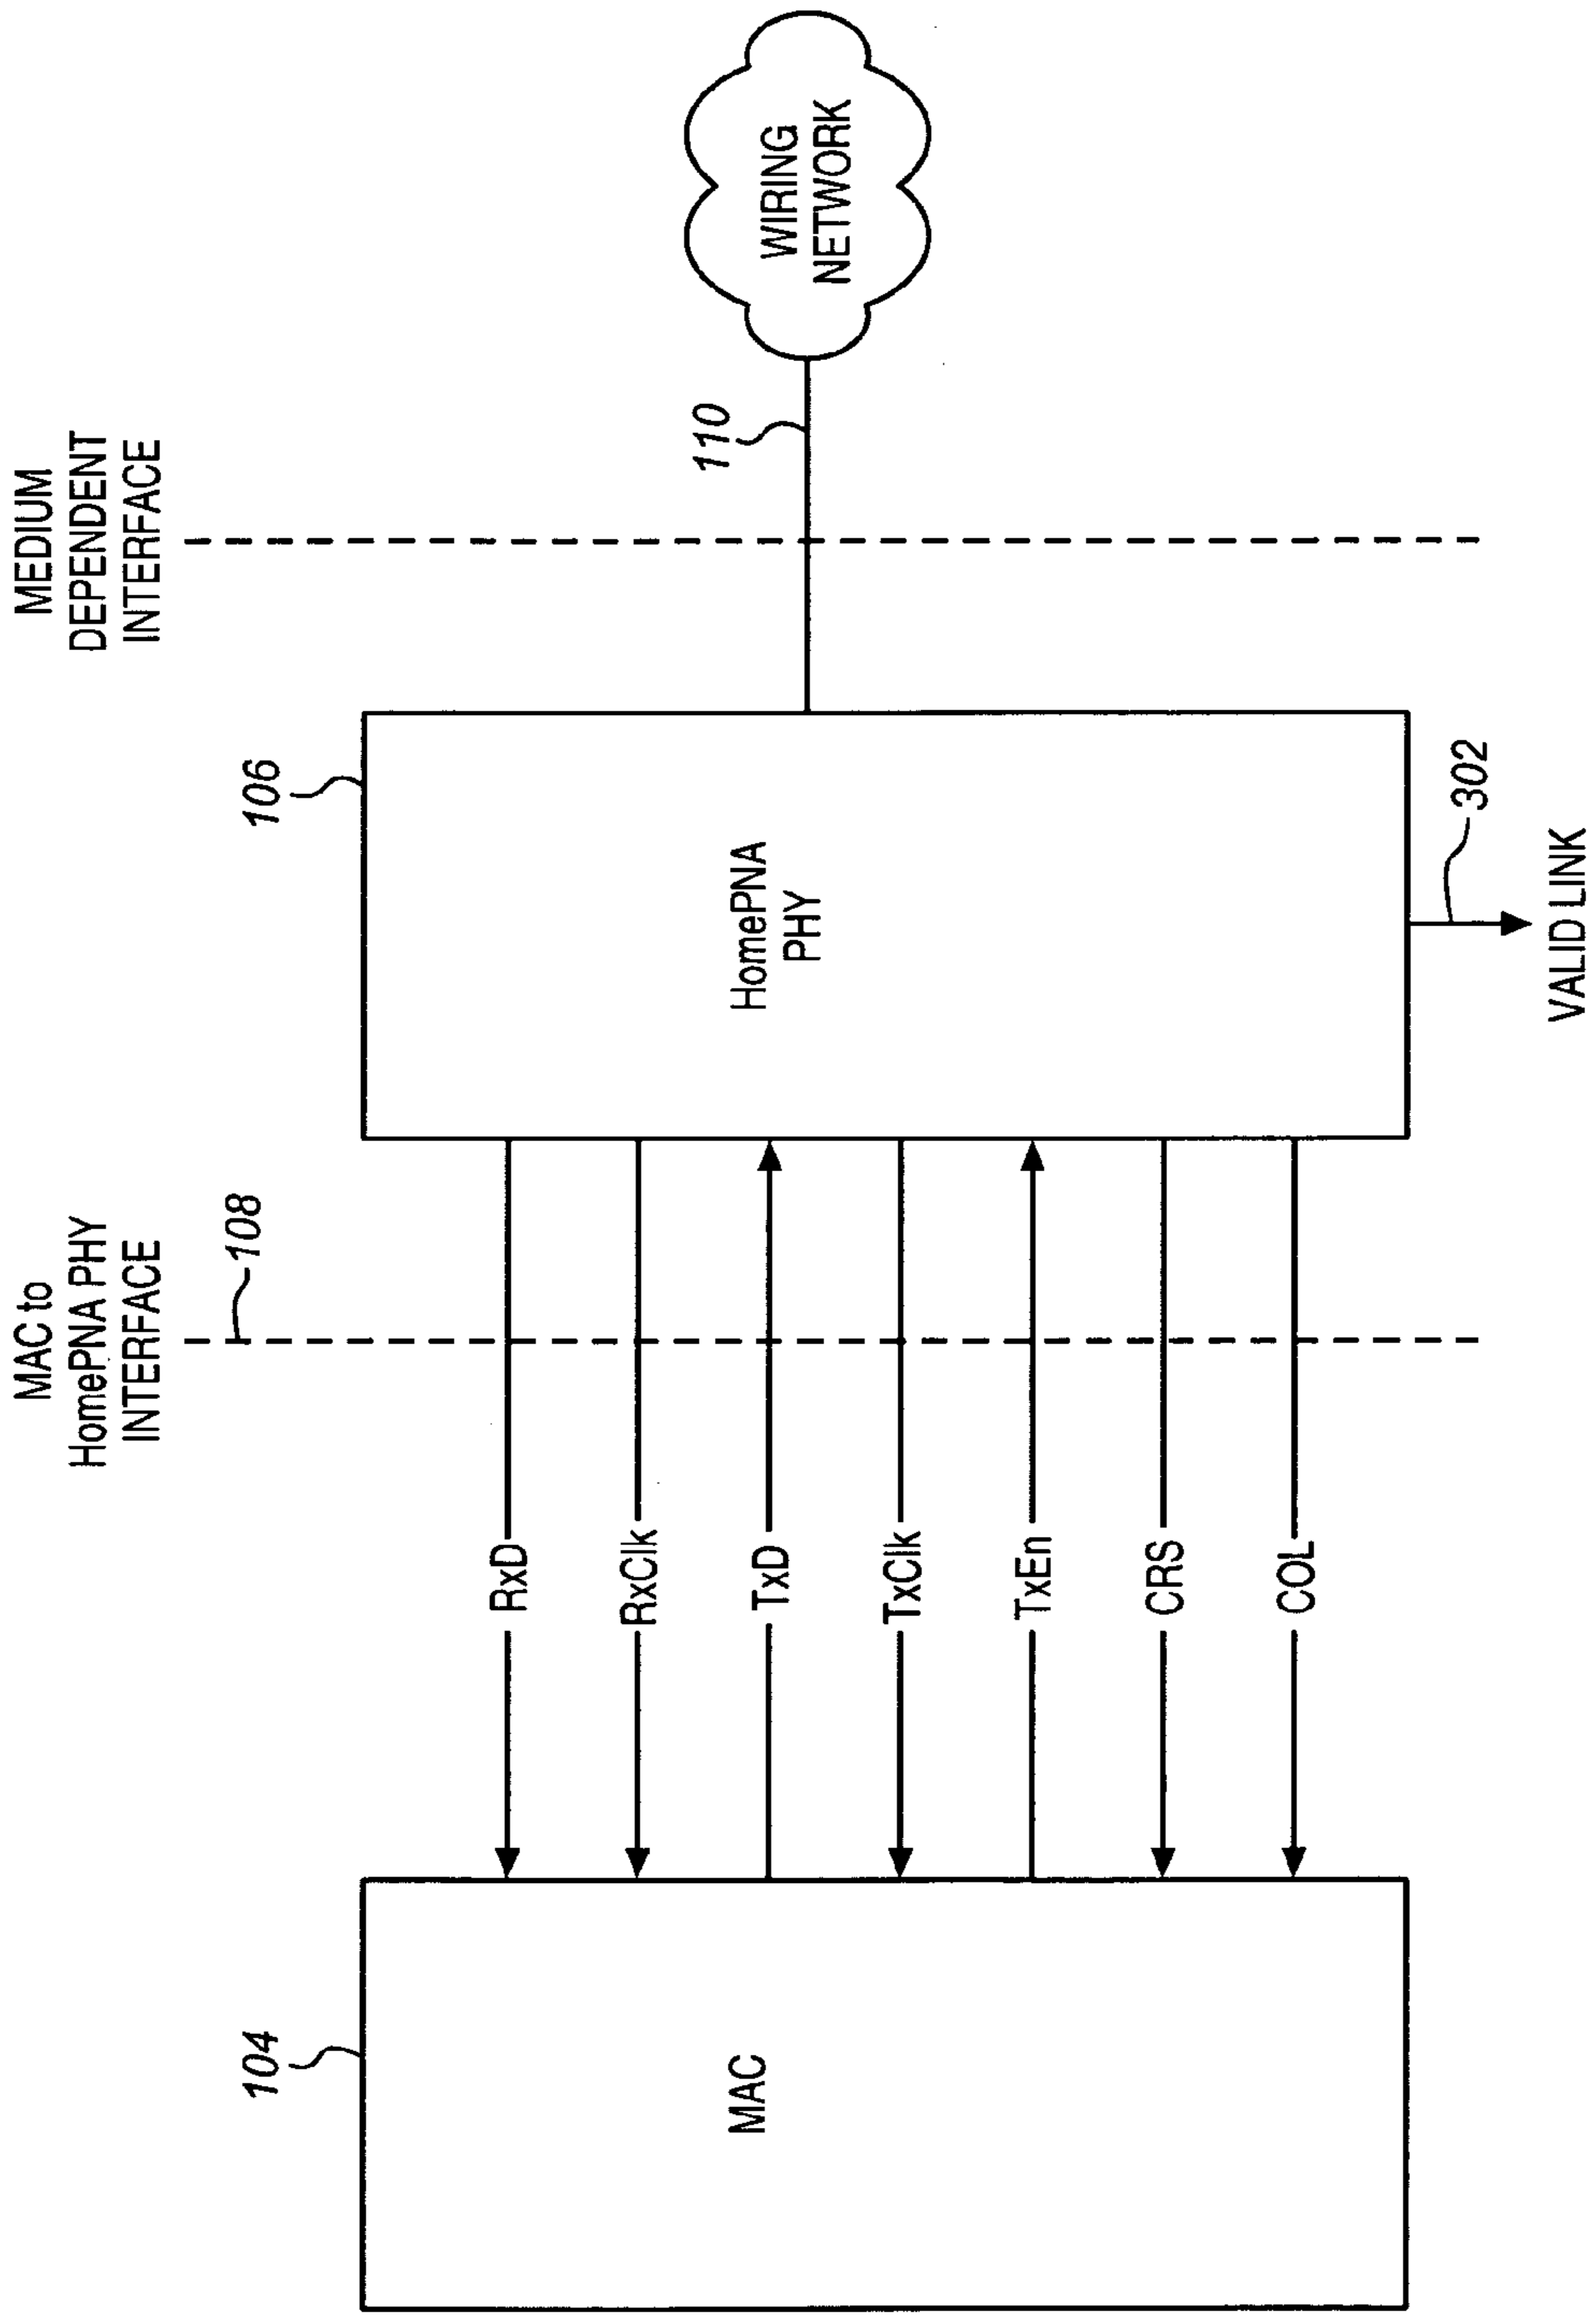 MAC to
HomePNA PHY
INTERFACE
MEDIUM
DEPENDENT
INTERFACE
108
104
106
110
MAC
RxD
RxClk
TxD
TxClk
TxEn
CRS
COL
HomePNA
PHY
WIRING
NETWORK
302
VALID LINK